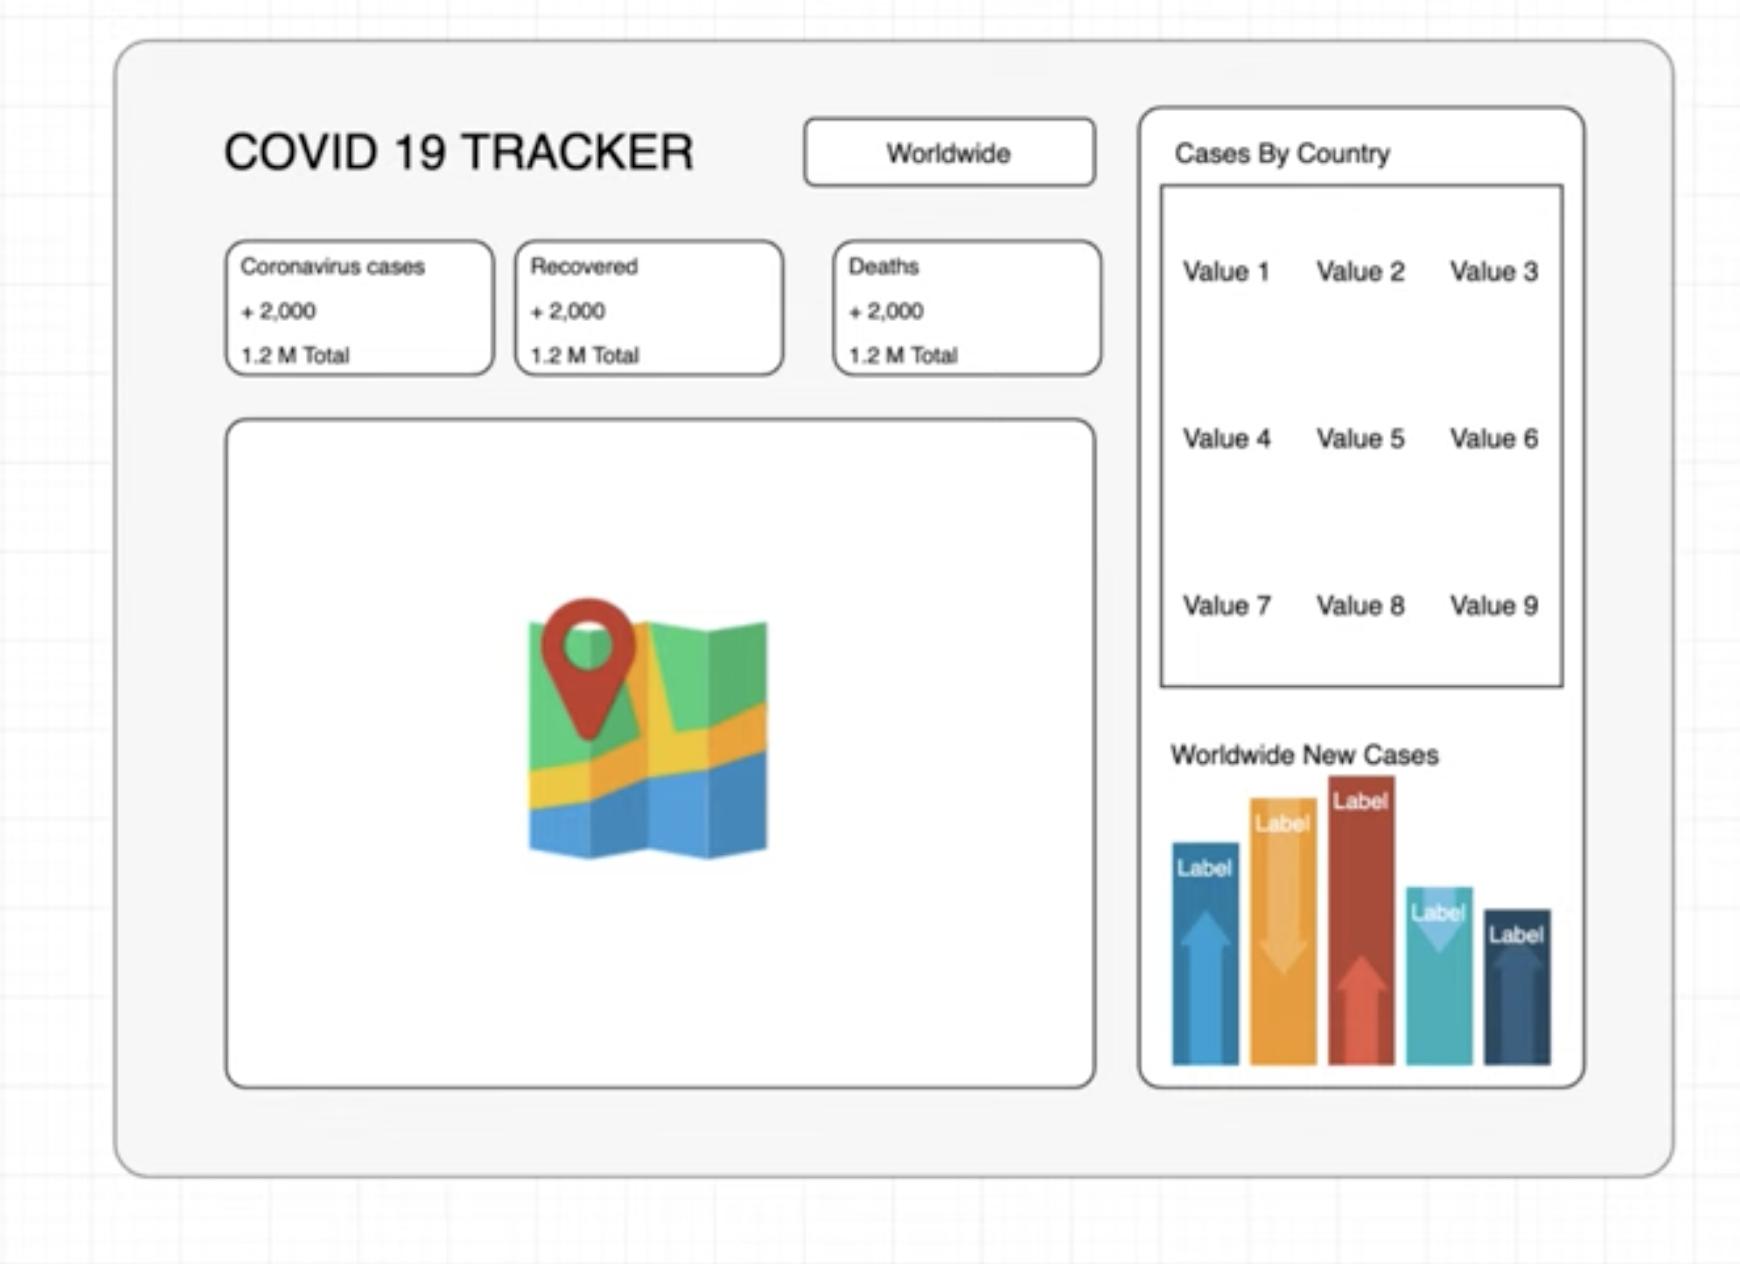 COVID 19 TRACKER
Worldwide
Coronavirus cases
+ 2,000
1.2 M Total
Recovered
+ 2,000
1.2 M Total
Deaths
+ 2,000
1.2 M Total
Cases By Country
Value 1 Value 2 Value 3
Value 4 Value 5 Value 6
Value 7 Value 8 Value 9
Worldwide New Cases
Label
Label
Label
Label
Label